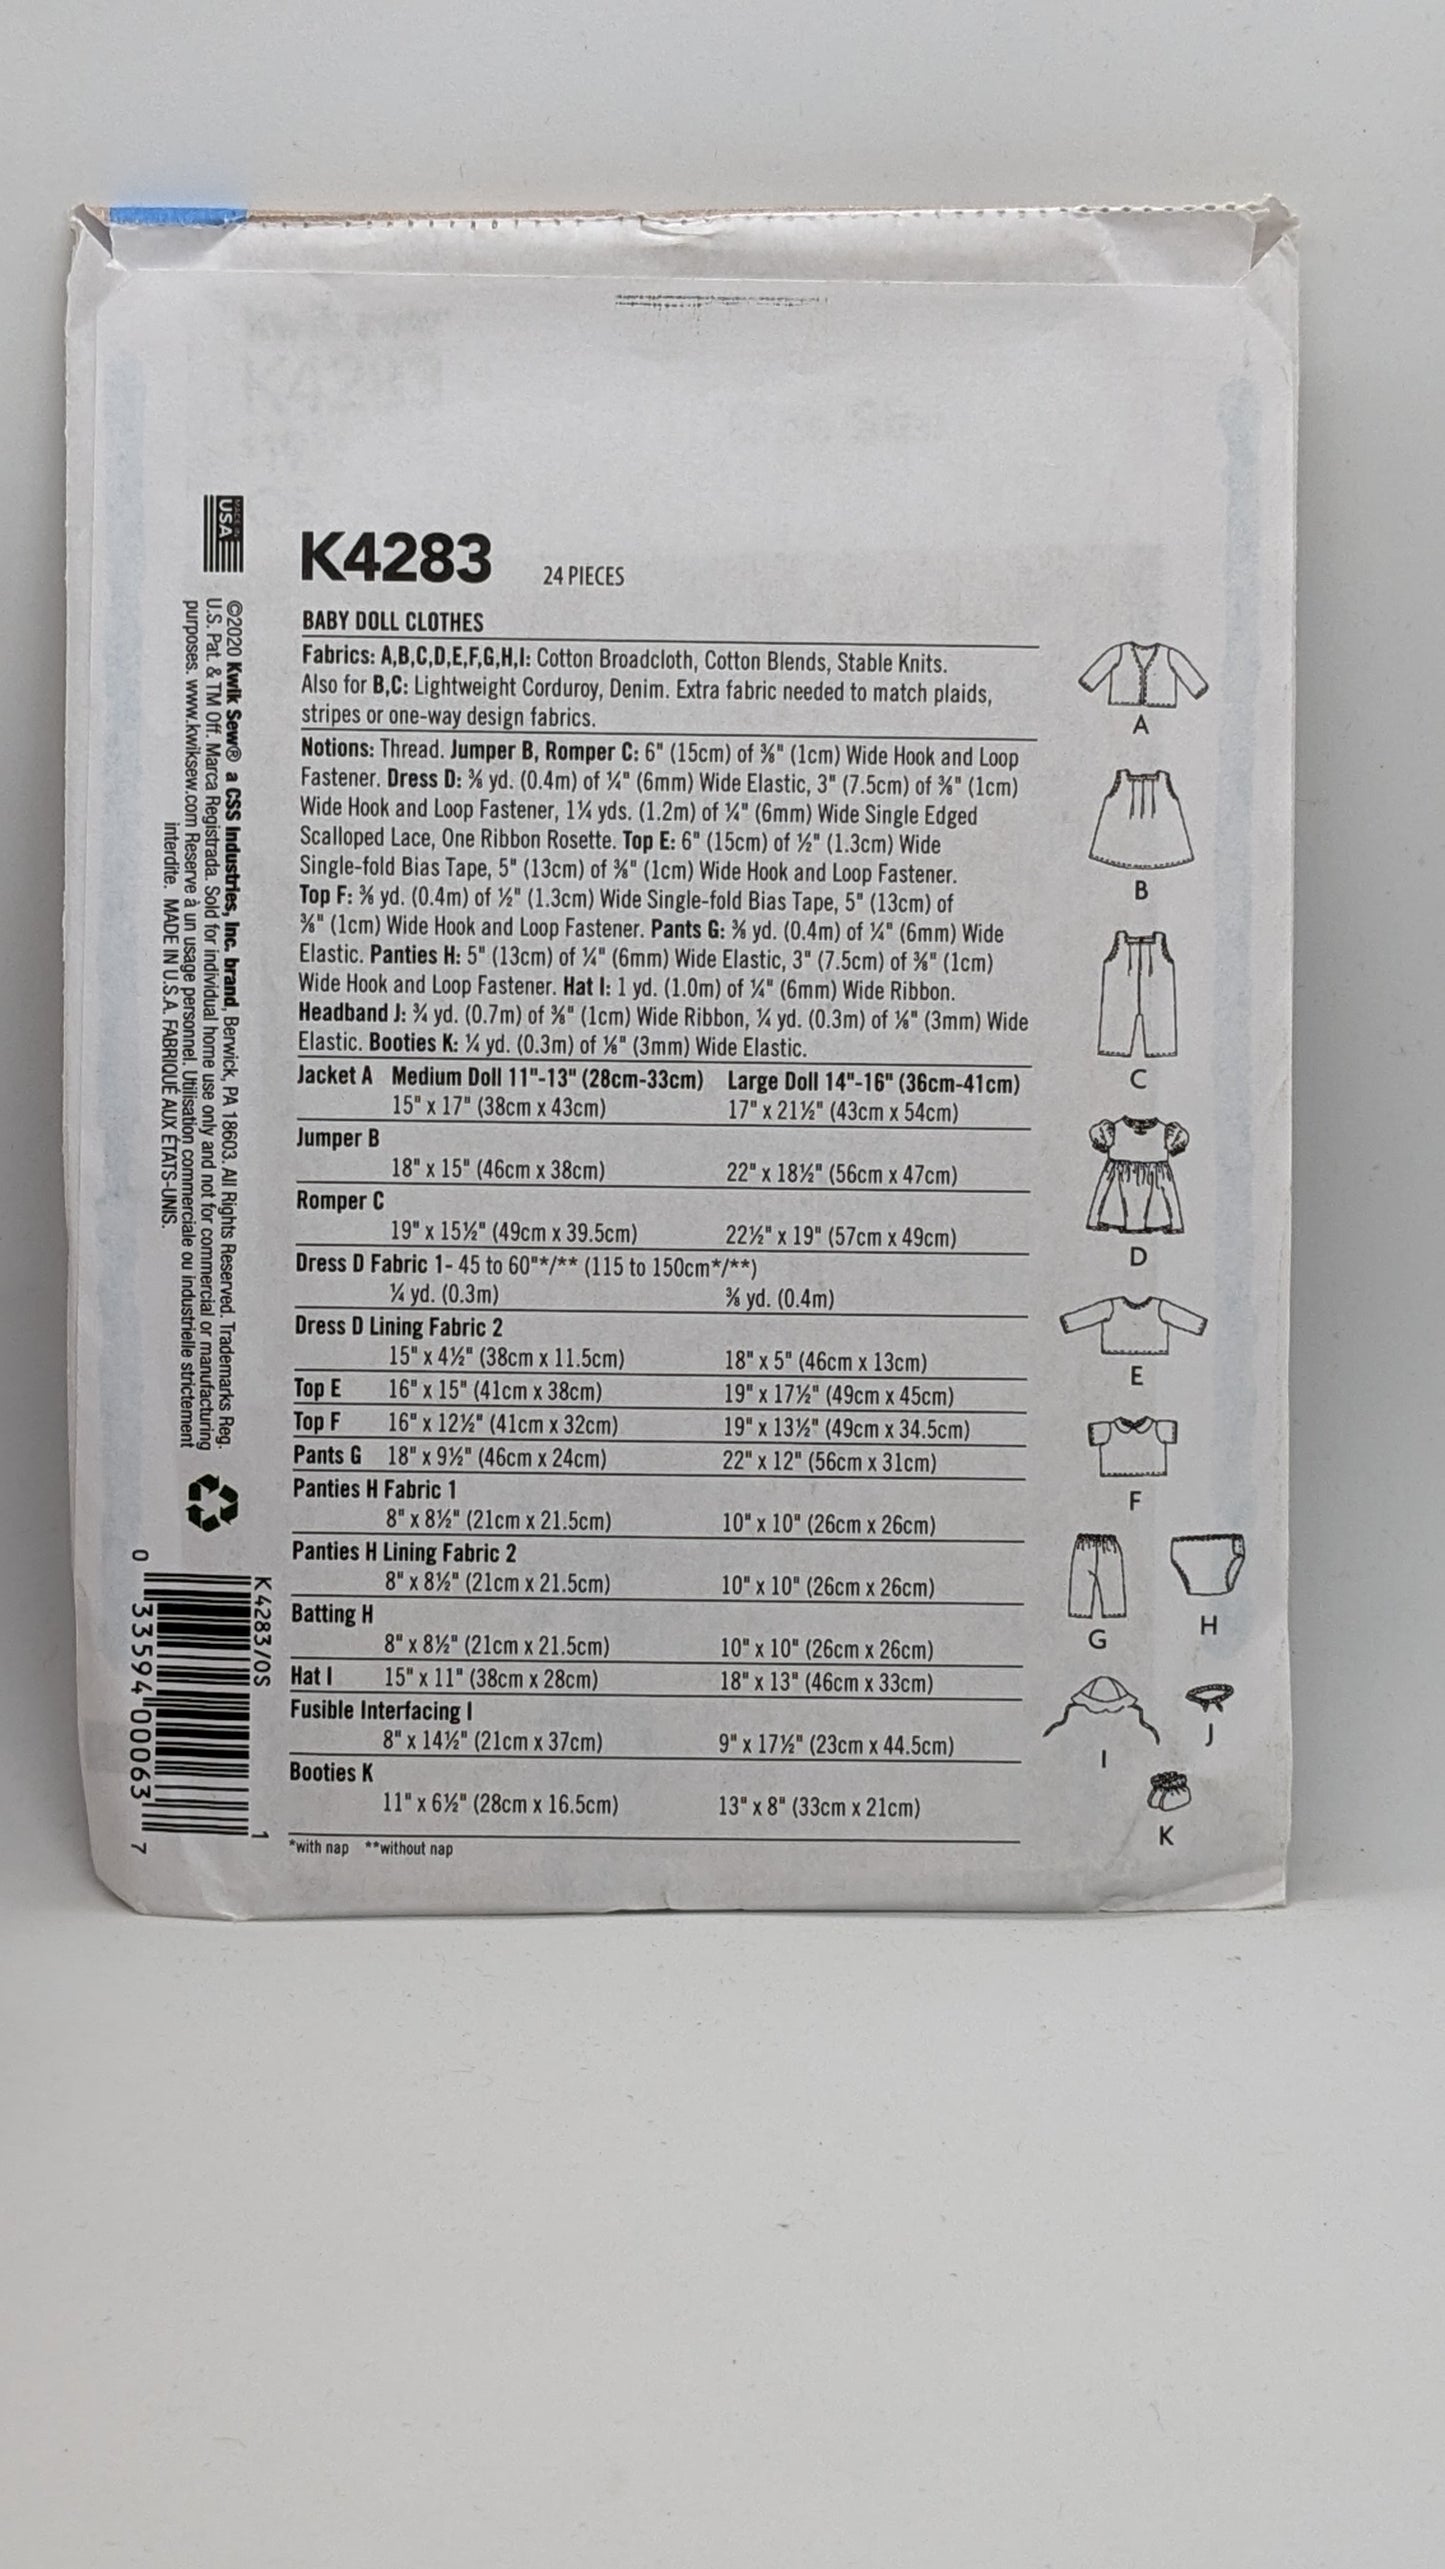 K4283 24 PIECES
BABY DOLL CLOTHES
Fabrics: A,B,C,D,E,F,G,H,I: Cotton Broadcloth, Cotton Blends, Stable Knits.
Also for B,C: Lightweight Corduroy, Denim. Extra fabric needed to match plaids,
stripes or one-way design fabrics.
Notions: Thread. Jumper B, Romper C: 6" (15cm) of ⅜" (1cm) Wide Hook and Loop
Fastener. Dress D: ⅜ yd. (0.4m) of ¼" (6mm) Wide Elastic, 3" (7.5cm) of ⅜" (1cm)
Wide Hook and Loop Fastener, 1¼ yds. (1.2m) of ¼" (6mm) Wide Single Edged
Scalloped Lace, One Ribbon Rosette. Top E: 6" (15cm) of ½" (1.3cm) Wide
Single-fold Bias Tape, 5" (13cm) of ⅜" (1cm) Wide Hook and Loop Fastener.
Top F: ⅜ yd. (0.4m) of ½" (1.3cm) Wide Single-fold Bias Tape, 5" (13cm) of
⅜" (1cm) Wide Hook and Loop Fastener. Pants G: ⅜ yd. (0.4m) of ¼" (6mm) Wide
Elastic. Panties H: 5" (13cm) of ¼" (6mm) Wide Elastic, 3" (7.5cm) of ⅜" (1cm)
Wide Hook and Loop Fastener. Hat I: 1 yd. (1.0m) of ¼" (6mm) Wide Ribbon.
Headband J: ¾ yd. (0.7m) of ⅜" (1cm) Wide Ribbon, ¼ yd. (0.3m) of ⅛" (3mm) Wide
Elastic. Booties K: ¼ yd. (0.3m) of ⅛" (3mm) Wide Elastic.
Jacket A Medium Doll 11"-13" (28cm-33cm) Large Doll 14"-16" (36cm-41cm)
15" x 17" (38cm x 43cm) 17" x 21½" (43cm x 54cm)
Jumper B
18" x 15" (46cm x 38cm) 22" x 18½" (56cm x 47cm)
Romper C
19" x 15½" (49cm x 39.5cm) 22½" x 19" (57cm x 49cm)
Dress D Fabric 1- 45 to 60"*/** (115 to 150cm*/**)
¼ yd. (0.3m) ⅜ yd. (0.4m)
Dress D Lining Fabric 2
15" x 4½" (38cm x 11.5cm) 18" x 5" (46cm x 13cm)
Top E 16" x 15" (41cm x 38cm) 19" x 17½" (49cm x 45cm)
Top F 16" x 12½" (41cm x 32cm) 19" x 13½" (49cm x 34.5cm)
Pants G 18" x 9½" (46cm x 24cm) 22" x 12" (56cm x 31cm)
Panties H Fabric 1
8" x 8½" (21cm x 21.5cm) 10" x 10" (26cm x 26cm)
Panties H Lining Fabric 2
8" x 8½" (21cm x 21.5cm) 10" x 10" (26cm x 26cm)
Batting H
8" x 8½" (21cm x 21.5cm) 10" x 10" (26cm x 26cm)
Hat I 15" x 11" (38cm x 28cm) 18" x 13" (46cm x 33cm)
Fusible Interfacing I
8" x 14½" (21cm x 37cm) 9" x 17½" (23cm x 44.5cm)
Booties K
11" x 6½" (28cm x 16.5cm) 13" x 8" (33cm x 21cm)
*with nap **without nap
A
B
C
D
E
F
G
H
I
J
K
MADE IN
USA
©2020 Kwik Sew® a CSS Industries, Inc. brand, Berwick, PA 18603. All Rights Reserved. Trademarks Reg.
U.S. Pat. & TM Off. Marca Registrada. Sold for individual home use only and not for commercial or manufacturing
purposes. www.kwiksew.com Reserve à un usage personnel. Utilisation commerciale ou industrielle strictement
interdite. MADE IN U.S.A. FABRIQUÉ AUX ÉTATS-UNIS.
K4283/OS 1
0 33594 00063 7